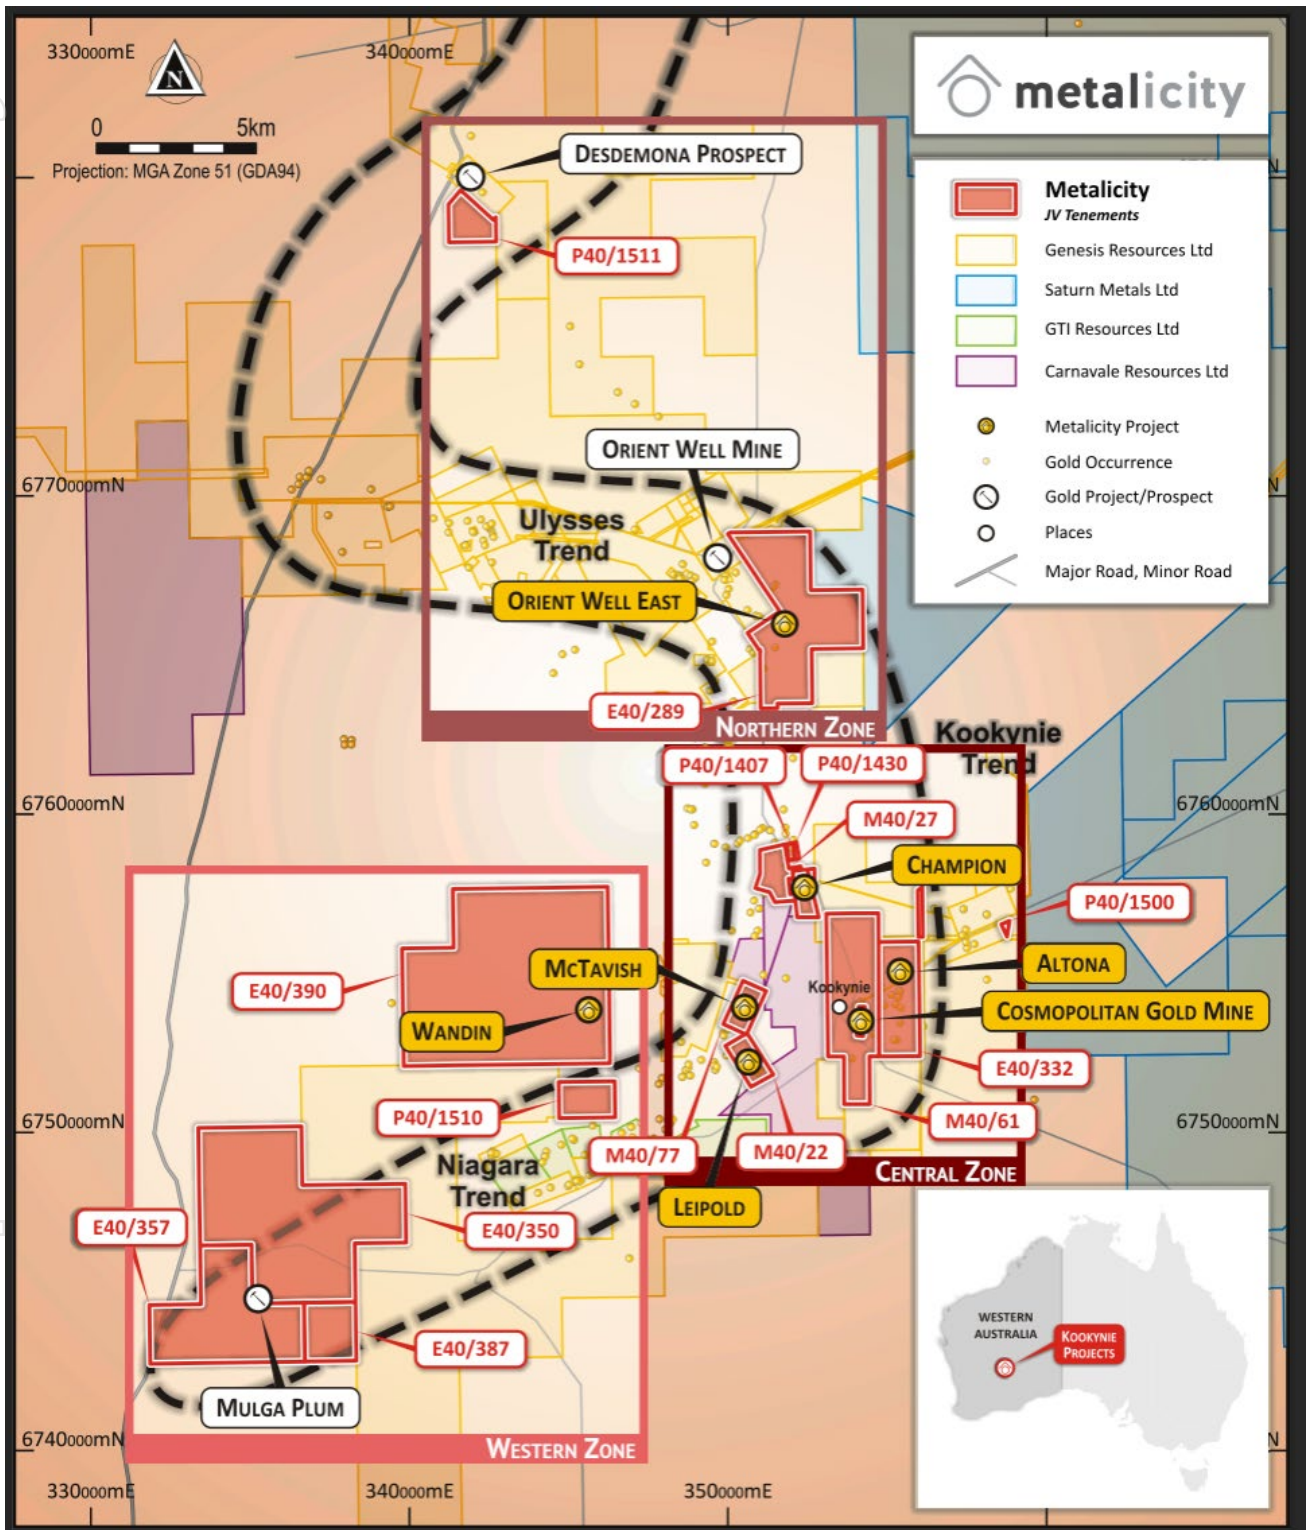 330000mE
340000mE
N
0 5km
Projection: MGA Zone 51 (GDA94)
metalicity
Metalicity
JV Tenements
Genesis Resources Ltd
Saturn Metals Ltd
GTI Resources Ltd
Carnavale Resources Ltd
Metalicity Project
Gold Occurrence
Gold Project/Prospect
Places
Major Road, Minor Road
DESDEMONA PROSPECT
P40/1511
ORIENT WELL MINE
6770000mN
N
Ulysses
Trend
ORIENT WELL EAST
E40/289
NORTHERN ZONE
Kookynie
Trend
P40/1407
P40/1430
6760000mN
6760000mN
M40/27
CHAMPION
P40/1500
MCTAVISH
ALTONA
E40/390
Kookynie
WANDIN
COSMOPOLITAN GOLD MINE
E40/332
P40/1510
M40/61
6750000mN
6750000mN
M40/77
M40/22
Niagara
Trend
CENTRAL ZONE
LEIPOLD
E40/357
E40/350
E40/387
MULGA PLUM
WESTERN ZONE
WESTERN
AUSTRALIA
KOOKYNIE
PROJECTS
6740000mN
N
330000mE
340000mE
350000mE